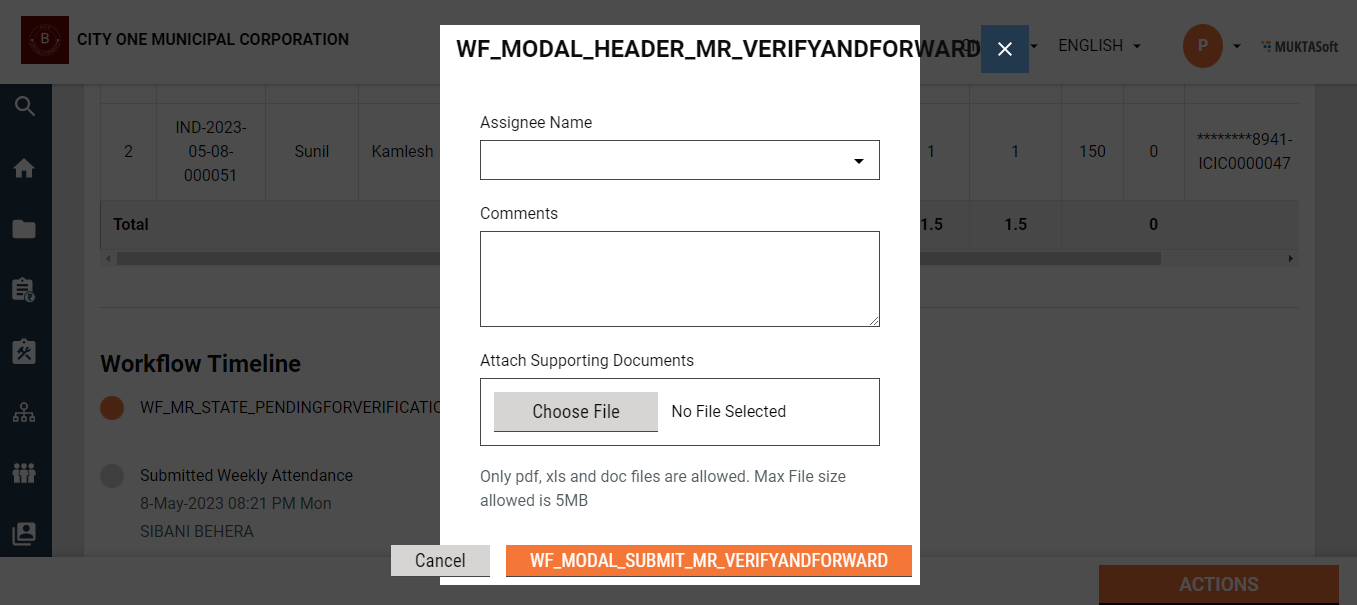 B
CITY ONE MUNICIPAL CORPORATION
ENGLISH
P
MUKTASoft
WF_MODAL_HEADER_MR_VERIFYANDFORWARD
2
IND-2023-
05-08-
000051
Sunil
Kamlesh
1
1
150
0
********8941-
ICIC0000047
Total
1.5
1.5
0
Assignee Name
Comments
Attach Supporting Documents
Choose File
No File Selected
Only pdf, xls and doc files are allowed. Max File size
allowed is 5MB
Cancel
WF_MODAL_SUBMIT_MR_VERIFYANDFORWARD
Workflow Timeline
WF_MR_STATE_PENDINGFORVERIFICATIO
Submitted Weekly Attendance
8-May-2023 08:21 PM Mon
SIBANI BEHERA
ACTIONS